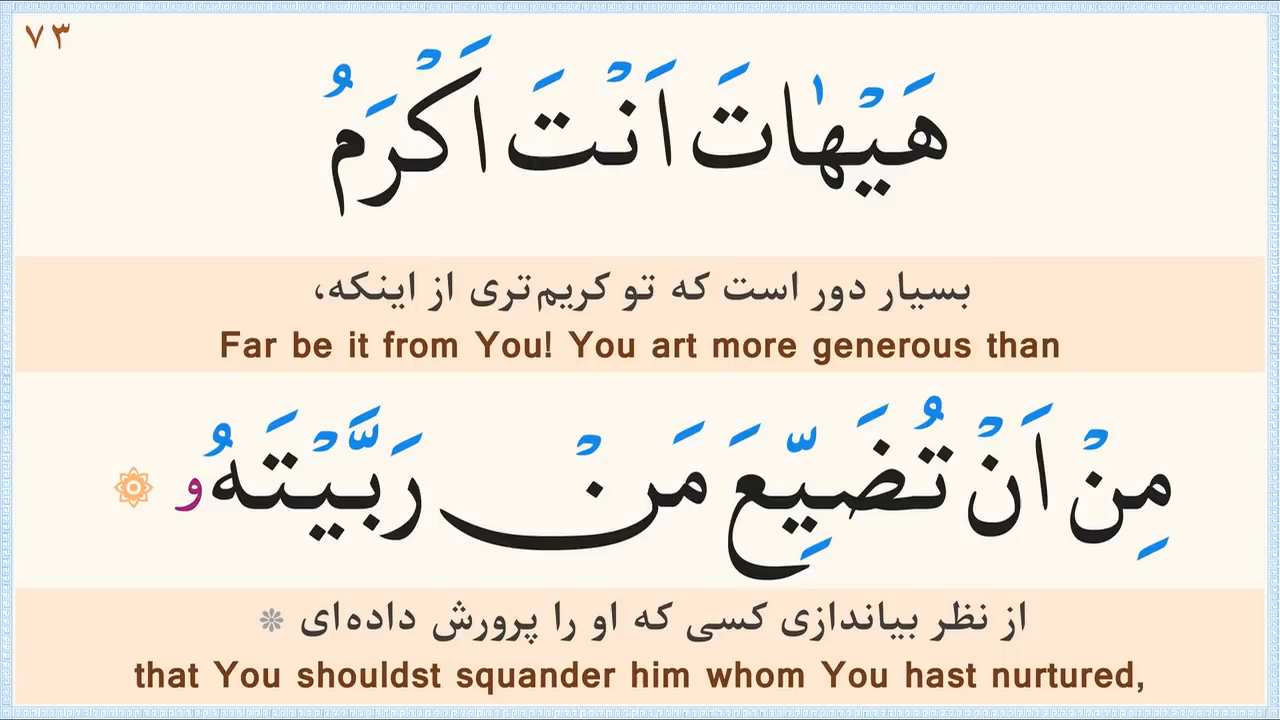 ۷۳
هَیْهٰاتَ اَنْتَ اَکْرَمُ
بسیار دور است که تو کریم‌تری از اینکه،
Far be it from You! You art more generous than
مِنْ اَنْ تُضَیِّعَ مَنْ رَبَّیْتَهُو
از نظر بیاندازی کسی که او را پرورش داده‌ای
that You shouldst squander him whom You hast nurtured,